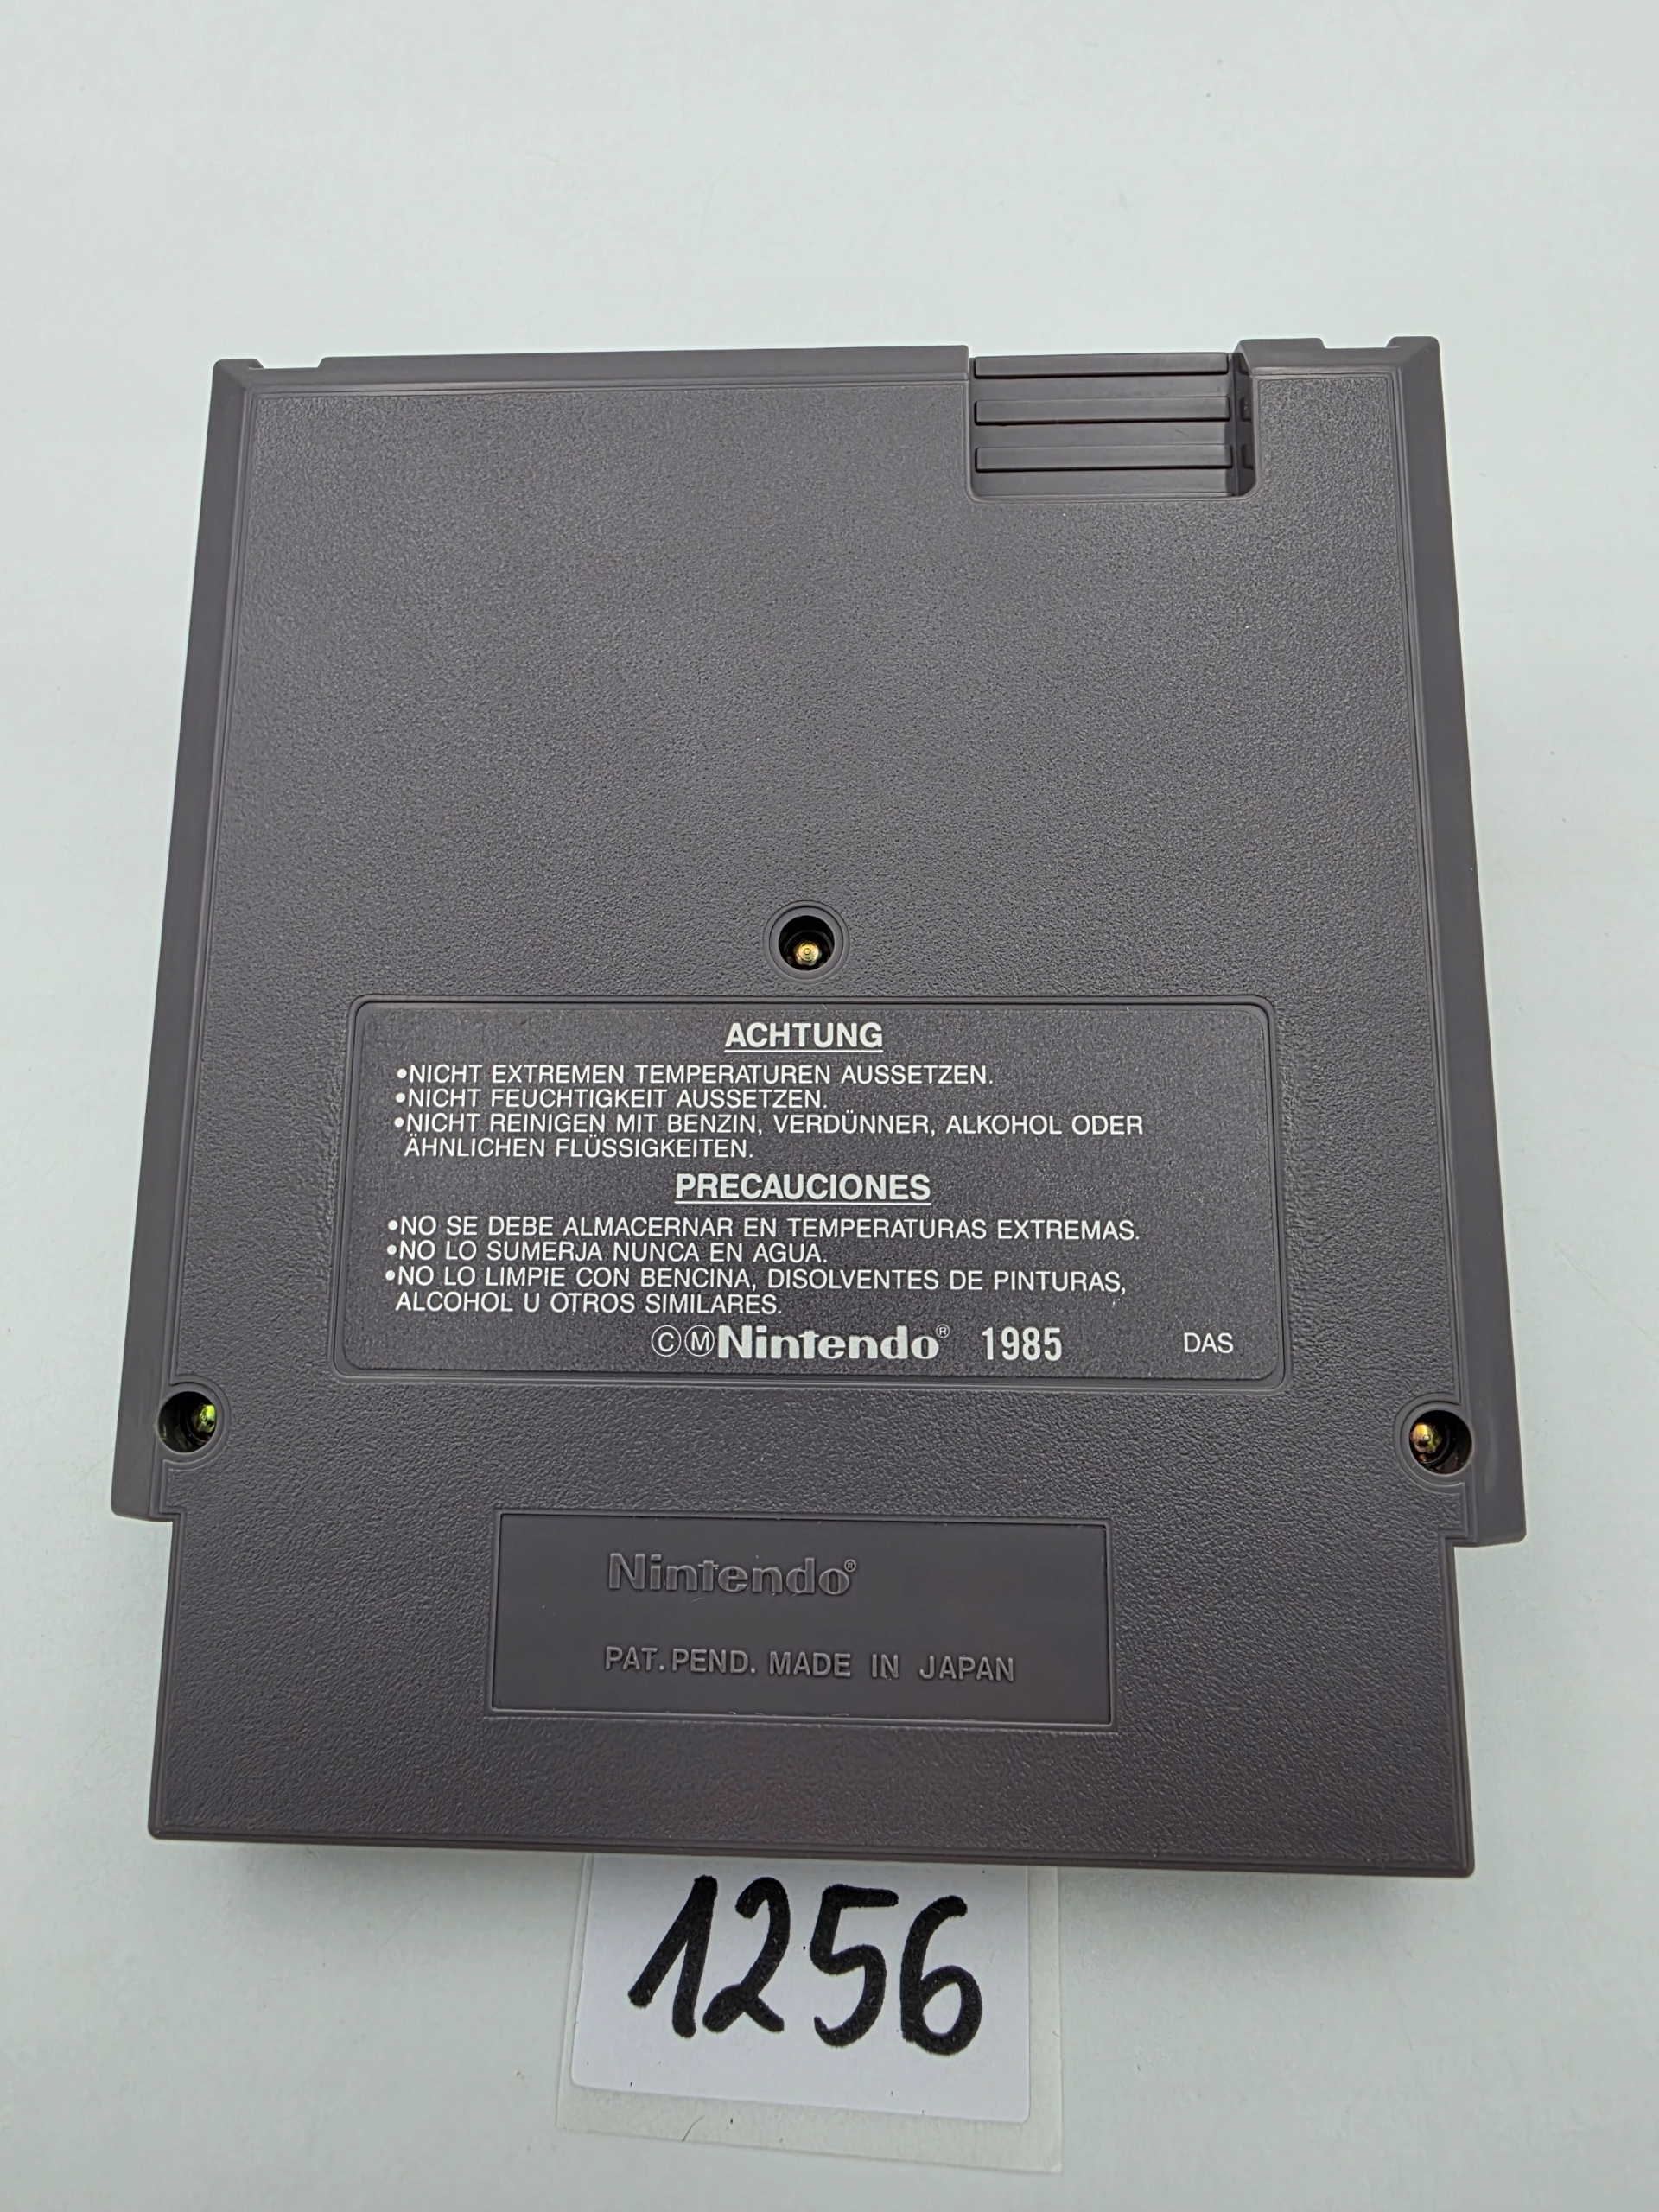 ACHTUNG
•NICHT EXTREMEN TEMPERATUREN AUSSETZEN.
•NICHT FEUCHTIGKEIT AUSSETZEN.
•NICHT REINIGEN MIT BENZIN, VERDÜNNER, ALKOHOL ODER
ÄHNLICHEN FLÜSSIGKEITEN.
PRECAUCIONES
•NO SE DEBE ALMACERNAR EN TEMPERATURAS EXTREMAS.
•NO LO SUMERJA NUNCA EN AGUA.
•NO LO LIMPIE CON BENCINA, DISOLVENTES DE PINTURAS,
ALCOHOL U OTROS SIMILARES.
ⒸⓂNintendo® 1985 DAS
Nintendo®
PAT. PEND. MADE IN JAPAN
1256